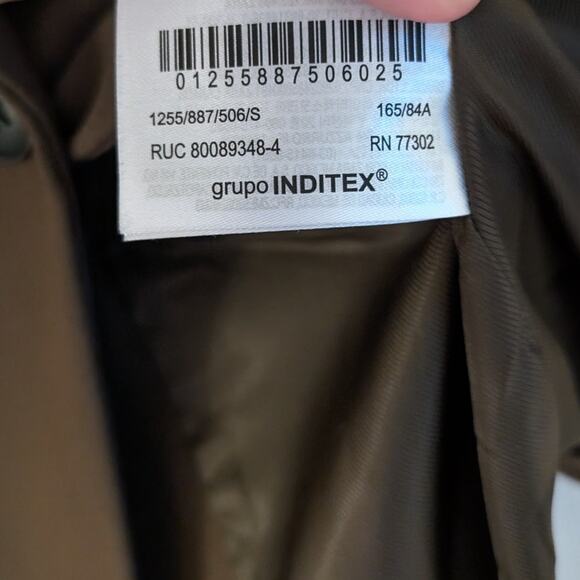 01255887506025
1255/887/506/S 165/84A
RUC 80089348-4 RN 77302
grupo INDITEX®